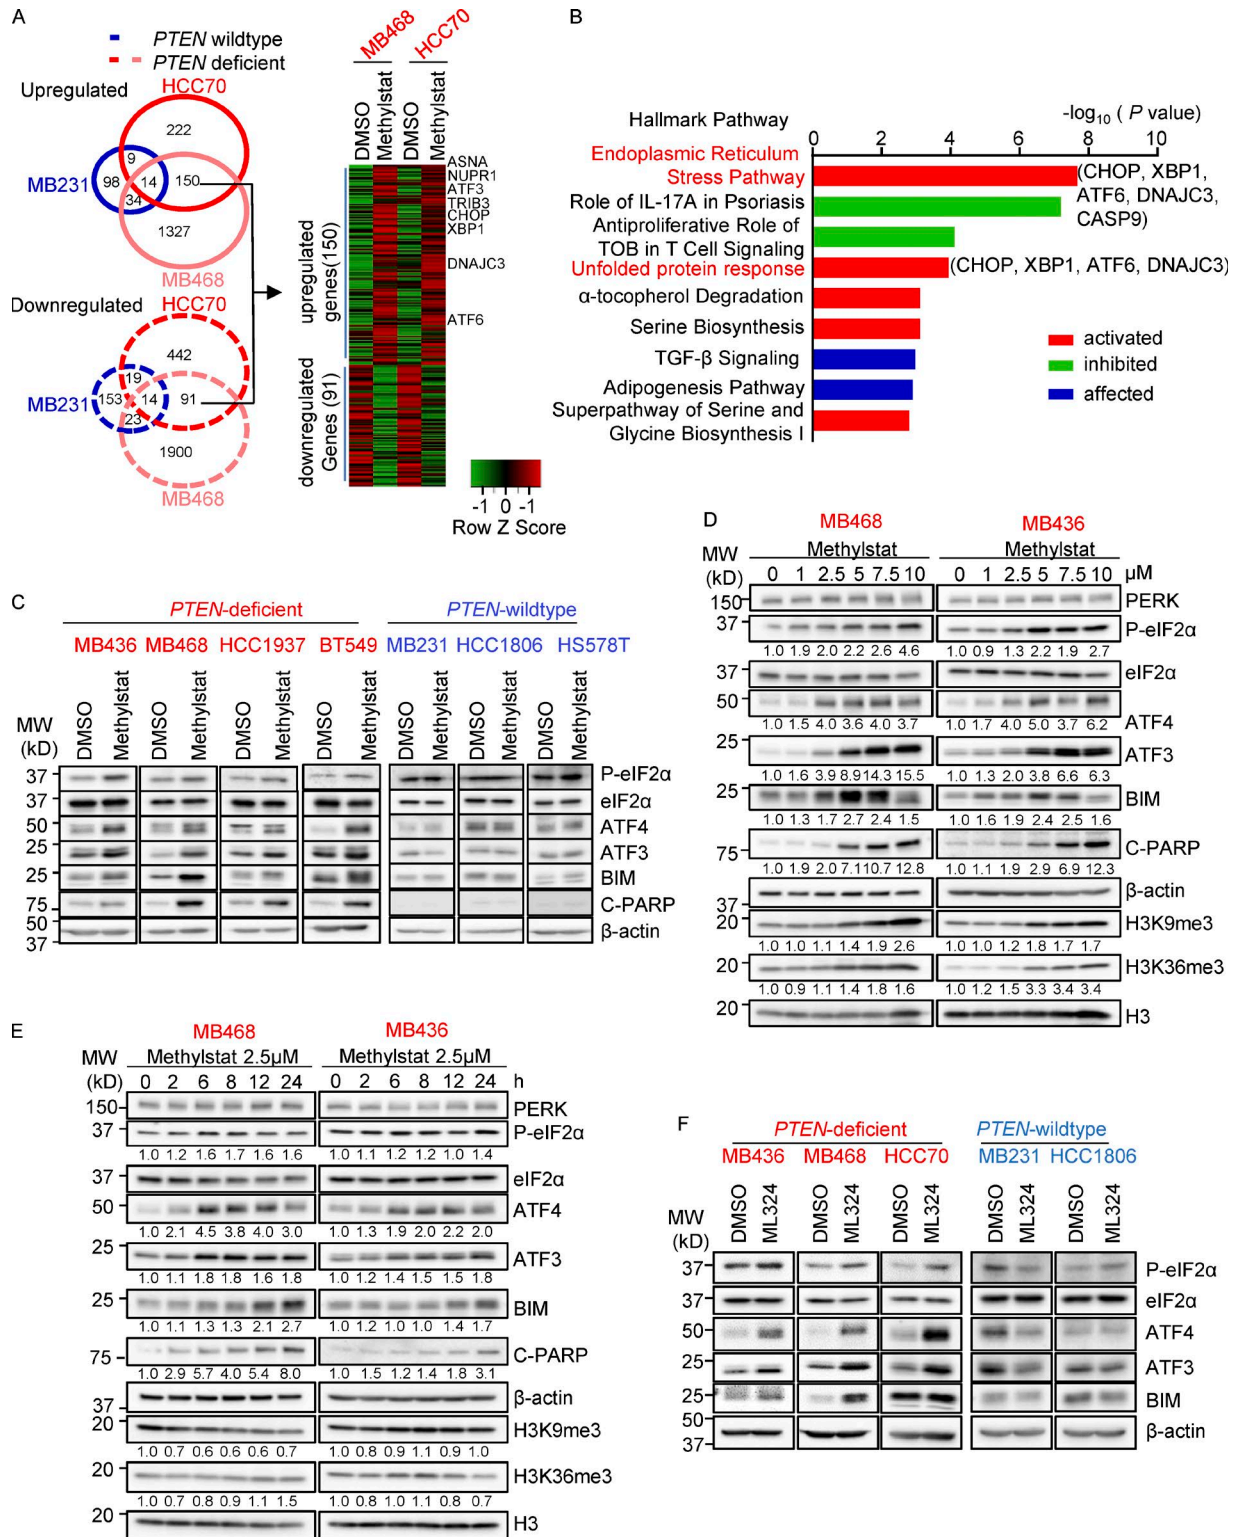 A
PTEN wildtype
PTEN deficient
Upregulated
HCC70
222
9
98
14
150
34
MB231
1327
MB468
Downregulated
HCC70
442
19
153
14
91
23
MB231
1900
MB468
MB468 HCC70
DMSO
Methylstat
DMSO
Methylstat
upregulated
genes(150)
downregulated
Genes (91)
ASNA
NUPR1
ATF3
TRIB3
CHOP
XBP1
DNAJC3
ATF6
-1 0 -1
Row Z Score
B
Hallmark Pathway
-log10 ( P value)
0 2 4 6 8 10
Endoplasmic Reticulum
Stress Pathway
(CHOP, XBP1,
ATF6, DNAJC3,
CASP9)
Role of IL-17A in Psoriasis
Antiproliferative Role of
TOB in T Cell Signaling
Unfolded protein response
(CHOP, XBP1, ATF6, DNAJC3)
α-tocopherol Degradation
Serine Biosynthesis
TGF-β Signaling
Adipogenesis Pathway
Superpathway of Serine and
Glycine Biosynthesis I
activated
inhibited
affected
C
PTEN-deficient PTEN-wildtype
MB436 MB468 HCC1937 BT549 MB231 HCC1806 HS578T
MW
(kD)
DMSO
Methylstat
DMSO
Methylstat
DMSO
Methylstat
DMSO
Methylstat
DMSO
Methylstat
DMSO
Methylstat
DMSO
Methylstat
37 P-eIF2α
37 eIF2α
50 ATF4
25 ATF3
25 BIM
75 C-PARP
50
37
β-actin
D
MB468 MB436
MW
(kD)
Methylstat Methylstat
0 1 2.5 5 7.5 10 0 1 2.5 5 7.5 10 µM
150 PERK
37 P-eIF2α
1.0 1.9 2.0 2.2 2.6 4.6 1.0 0.9 1.3 2.2 1.9 2.7
37 eIF2α
50 ATF4
1.0 1.5 4.0 3.6 4.0 3.7 1.0 1.7 4.0 5.0 3.7 6.2
25 ATF3
1.0 1.6 3.9 8.9 14.3 15.5 1.0 1.3 2.0 3.8 6.6 6.3
25 BIM
1.0 1.3 1.7 2.7 2.4 1.5 1.0 1.6 1.9 2.4 2.5 1.6
75 C-PARP
1.0 1.9 2.0 7.1 10.7 12.8 1.0 1.1 1.9 2.9 6.9 12.3
37 β-actin
20 H3K9me3
1.0 1.0 1.1 1.4 1.9 2.6 1.0 1.0 1.2 1.8 1.7 1.7
20 H3K36me3
1.0 0.9 1.1 1.4 1.8 1.6 1.0 1.2 1.5 3.3 3.4 3.4
20 H3
E
MB468 MB436
MW
(kD)
Methylstat 2.5µM Methylstat 2.5µM
0 2 6 8 12 24 0 2 6 8 12 24 h
150 PERK
37 P-eIF2α
1.0 1.2 1.6 1.7 1.6 1.6 1.0 1.1 1.2 1.2 1.0 1.4
37 eIF2α
50 ATF4
1.0 2.1 4.5 3.8 4.0 3.0 1.0 1.3 1.9 2.0 2.2 2.0
25 ATF3
1.0 1.1 1.8 1.8 1.6 1.8 1.0 1.2 1.4 1.5 1.5 1.8
25 BIM
1.0 1.1 1.3 1.3 2.1 2.7 1.0 1.2 1.0 1.0 1.4 1.7
75 C-PARP
1.0 2.9 5.7 4.0 5.4 8.0 1.0 1.5 1.2 1.4 1.8 3.1
37 β-actin
20 H3K9me3
1.0 0.7 0.6 0.6 0.6 0.7 1.0 0.8 0.9 1.1 0.9 1.0
20 H3K36me3
1.0 0.7 0.8 0.9 1.1 1.5 1.0 0.8 1.0 1.1 0.8 0.7
20 H3
F
PTEN-deficient PTEN-wildtype
MB436 MB468 HCC70 MB231 HCC1806
MW
(kD)
DMSO
ML324
DMSO
ML324
DMSO
ML324
DMSO
ML324
DMSO
ML324
37 P-eIF2α
37 eIF2α
50 ATF4
25 ATF3
25 BIM
50
37
β-actin